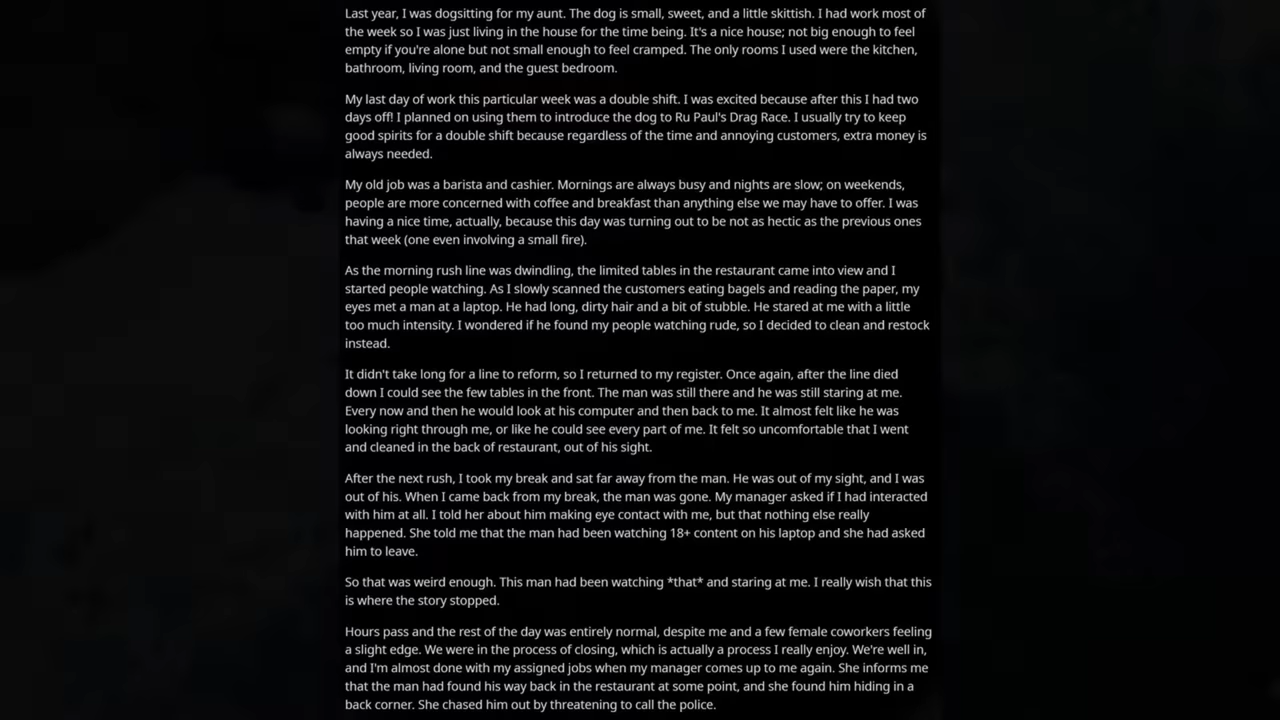 Last year, I was dogsitting for my aunt. The dog is small, sweet, and a little skittish. I had work most of
the week so I was just living in the house for the time being. It's a nice house; not big enough to feel
empty if you're alone but not small enough to feel cramped. The only rooms I used were the kitchen,
bathroom, living room, and the guest bedroom.
My last day of work this particular week was a double shift. I was excited because after this I had two
days off! I planned on using them to introduce the dog to Ru Paul's Drag Race. I usually try to keep
good spirits for a double shift because regardless of the time and annoying customers, extra money is
always needed.
My old job was a barista and cashier. Mornings are always busy and nights are slow; on weekends,
people are more concerned with coffee and breakfast than anything else we may have to offer. I was
having a nice time, actually, because this day was turning out to be not as hectic as the previous ones
that week (one even involving a small fire).
As the morning rush line was dwindling, the limited tables in the restaurant came into view and I
started people watching. As I slowly scanned the customers eating bagels and reading the paper, my
eyes met a man at a laptop. He had long, dirty hair and a bit of stubble. He stared at me with a little
too much intensity. I wondered if he found my people watching rude, so I decided to clean and restock
instead.
It didn't take long for a line to reform, so I returned to my register. Once again, after the line died
down I could see the few tables in the front. The man was still there and he was still staring at me.
Every now and then he would look at his computer and then back to me. It almost felt like he was
looking right through me, or like he could see every part of me. It felt so uncomfortable that I went
and cleaned in the back of restaurant, out of his sight.
After the next rush, I took my break and sat far away from the man. He was out of my sight, and I was
out of his. When I came back from my break, the man was gone. My manager asked if I had interacted
with him at all. I told her about him making eye contact with me, but that nothing else really
happened. She told me that the man had been watching 18+ content on his laptop and she had asked
him to leave.
So that was weird enough. This man had been watching *that* and staring at me. I really wish that this
is where the story stopped.
Hours pass and the rest of the day was entirely normal, despite me and a few female coworkers feeling
a slight edge. We were in the process of closing, which is actually a process I really enjoy. We're well in,
and I'm almost done with my assigned jobs when my manager comes up to me again. She informs me
that the man had found his way back in the restaurant at some point, and she found him hiding in a
back corner. She chased him out by threatening to call the police.